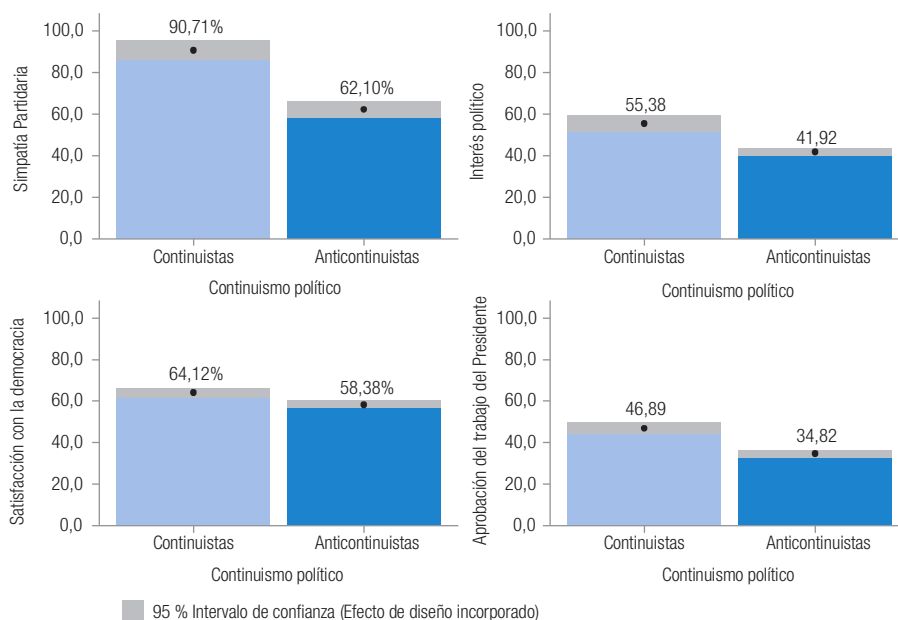 Simpatía Partidaria
100,0
80,0
60,0
40,0
20,0
0,0
90,71%
62,10%
Continuistas
Anticontinuistas
Continuismo político
Interés político
100,0
80,0
60,0
40,0
20,0
0,0
55,38
41,92
Continuistas
Anticontinuistas
Continuismo político
Satisfacción con la democracia
100,0
80,0
60,0
40,0
20,0
0,0
64,12%
58,38%
Continuistas
Anticontinuistas
Continuismo político
Aprobación del trabajo del Presidente
100,0
80,0
60,0
40,0
20,0
0,0
46,89
34,82
Continuistas
Anticontinuistas
Continuismo político
95 % Intervalo de confianza (Efecto de diseño incorporado)